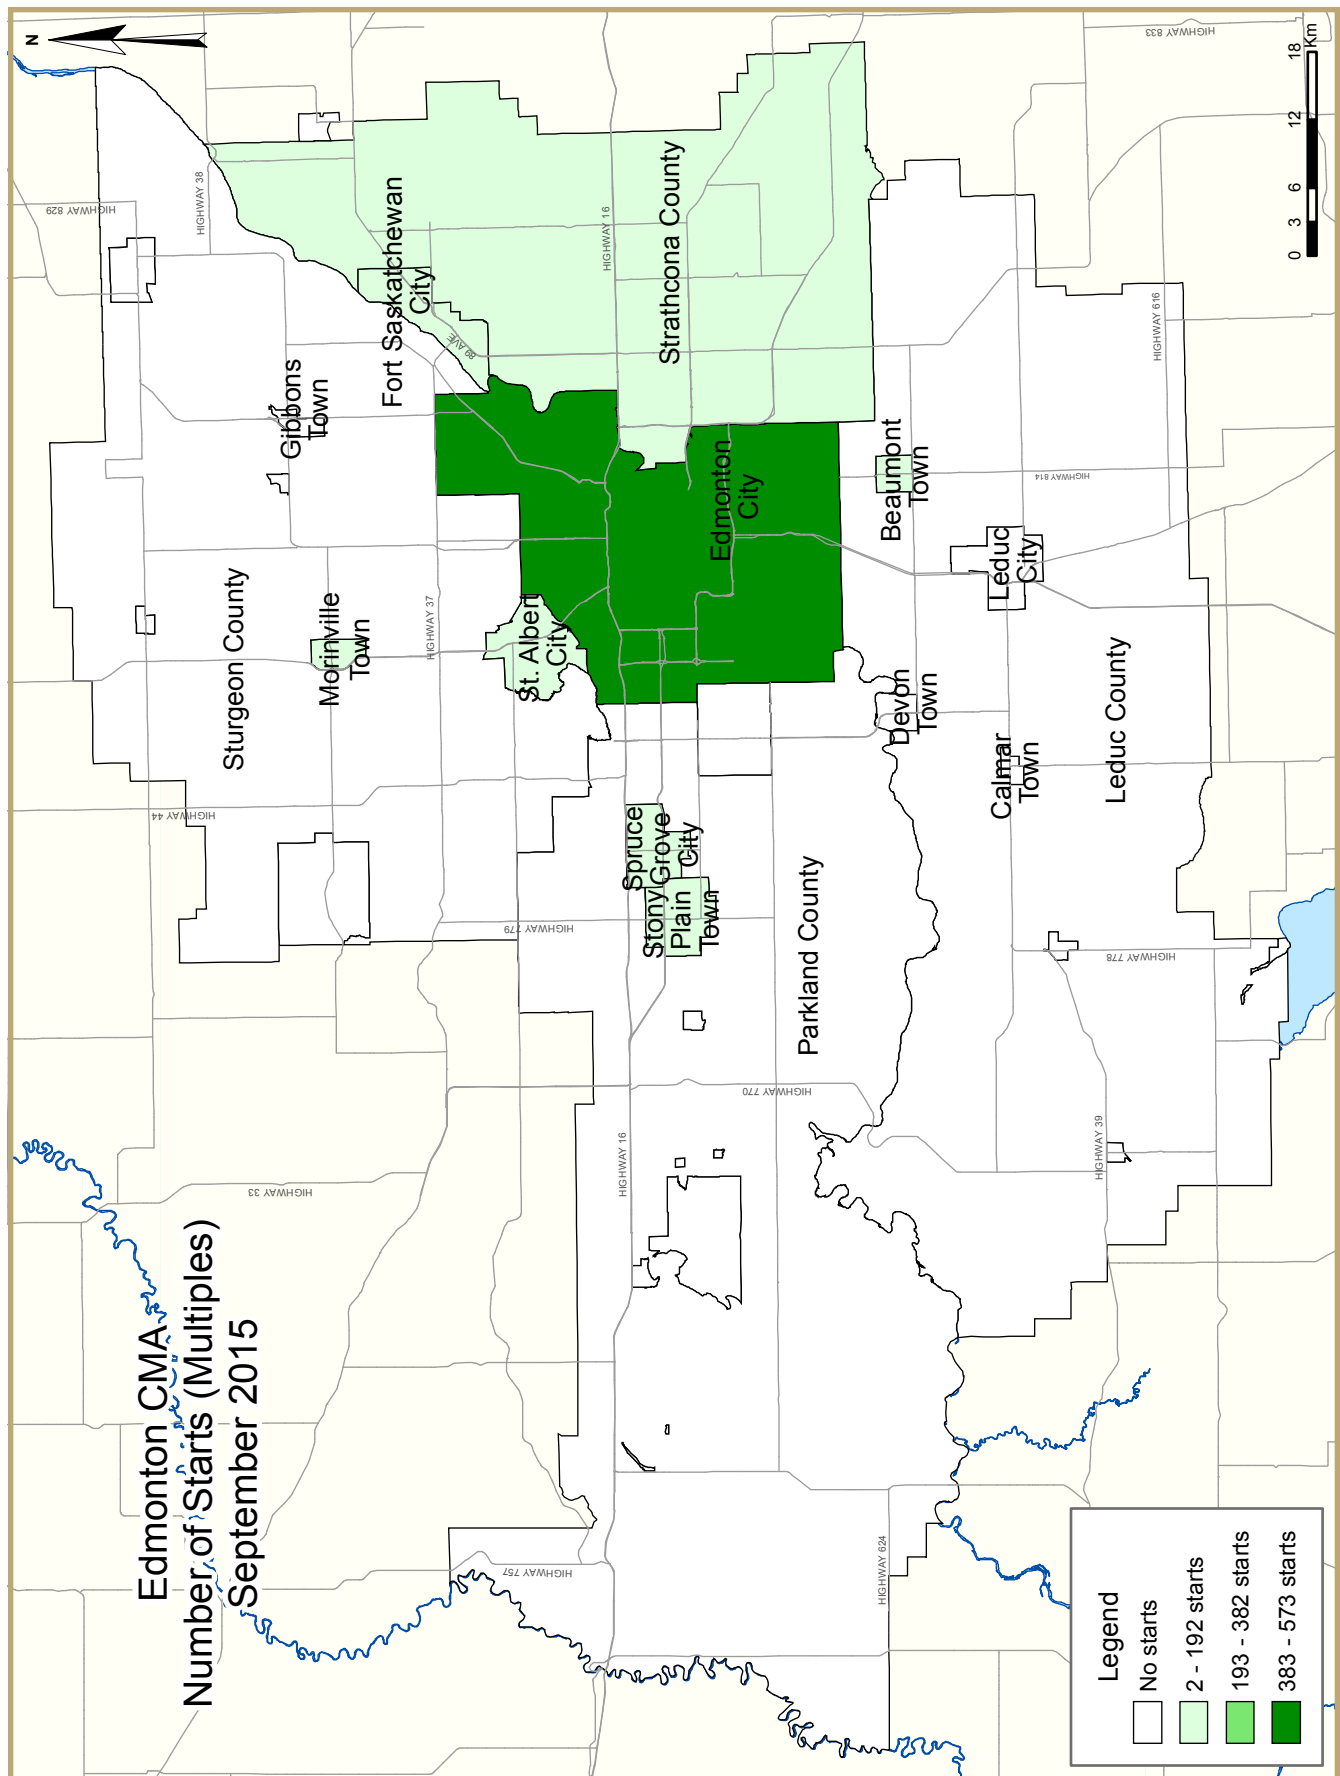 Edmonton CMA
Number of Starts (Multiples)
September 2015
N
HIGHWAY 829
HIGHWAY 38
HIGHWAY 833
Gibbons
Town
Fort Saskatchewan
City
89 AVE
HIGHWAY 16
Strathcona County
Sturgeon County
Morinville
Town
HIGHWAY 37
St. Albert
City
HIGHWAY 44
HIGHWAY 779
Edmonton
City
Spruce
Grove
City
Stony
Plain
Town
Parkland County
HIGHWAY 770
HIGHWAY 16
HIGHWAY 33
HIGHWAY 757
HIGHWAY 624
Beaumont
Town
HIGHWAY 814
HIGHWAY 616
Leduc
City
Devon
Town
Calmar
Town
Leduc County
HIGHWAY 778
HIGHWAY 39
Legend
No starts
2 - 192 starts
193 - 382 starts
383 - 573 starts
0 3 6 12 18
Km